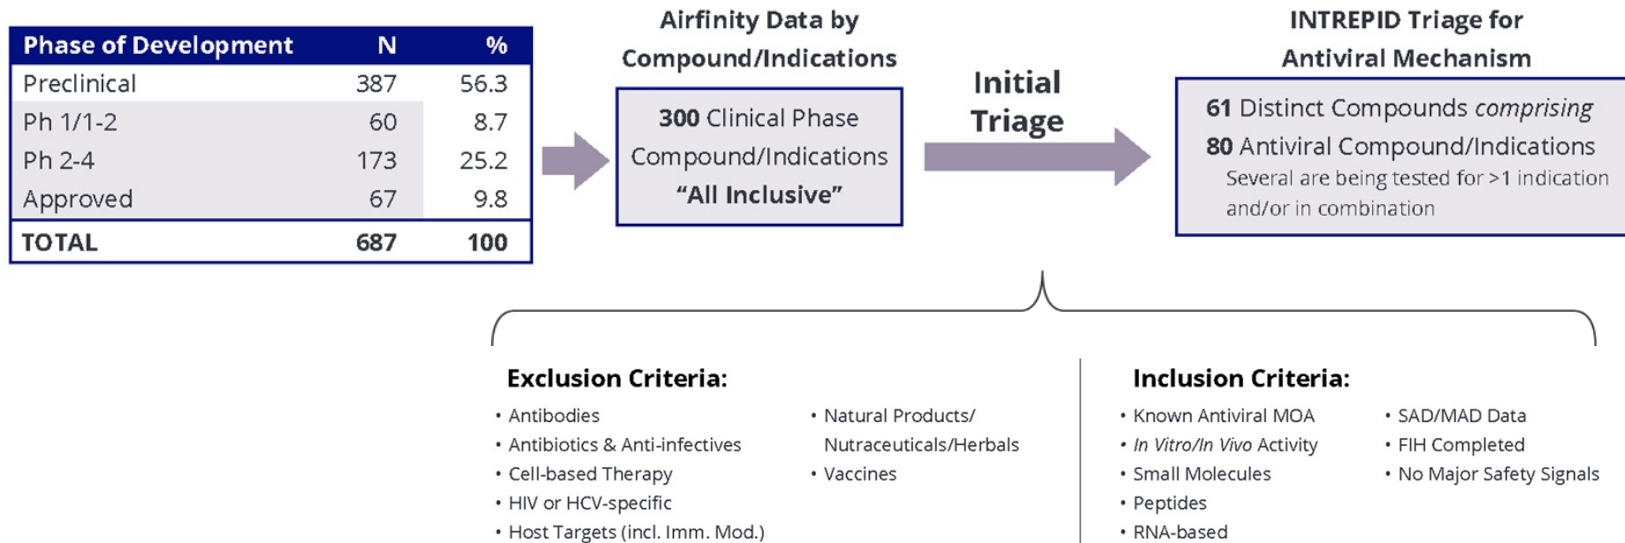 Phase of Development N %
Preclinical 387 56.3
Ph 1/1-2 60 8.7
Ph 2-4 173 25.2
Approved 67 9.8
TOTAL 687 100
Airfinity Data by
Compound/Indications
300 Clinical Phase
Compound/Indications
“All Inclusive”
Initial
Triage
INTREPID Triage for
Antiviral Mechanism
61 Distinct Compounds comprising
80 Antiviral Compound/Indications
Several are being tested for >1 indication
and/or in combination
Exclusion Criteria:
• Antibodies
• Antibiotics & Anti-infectives
• Cell-based Therapy
• HIV or HCV-specific
• Host Targets (incl. Imm. Mod.)
• Natural Products/
Nutraceuticals/Herbals
• Vaccines
Inclusion Criteria:
• Known Antiviral MOA
• In Vitro/In Vivo Activity
• Small Molecules
• Peptides
• RNA-based
• SAD/MAD Data
• FIH Completed
• No Major Safety Signals